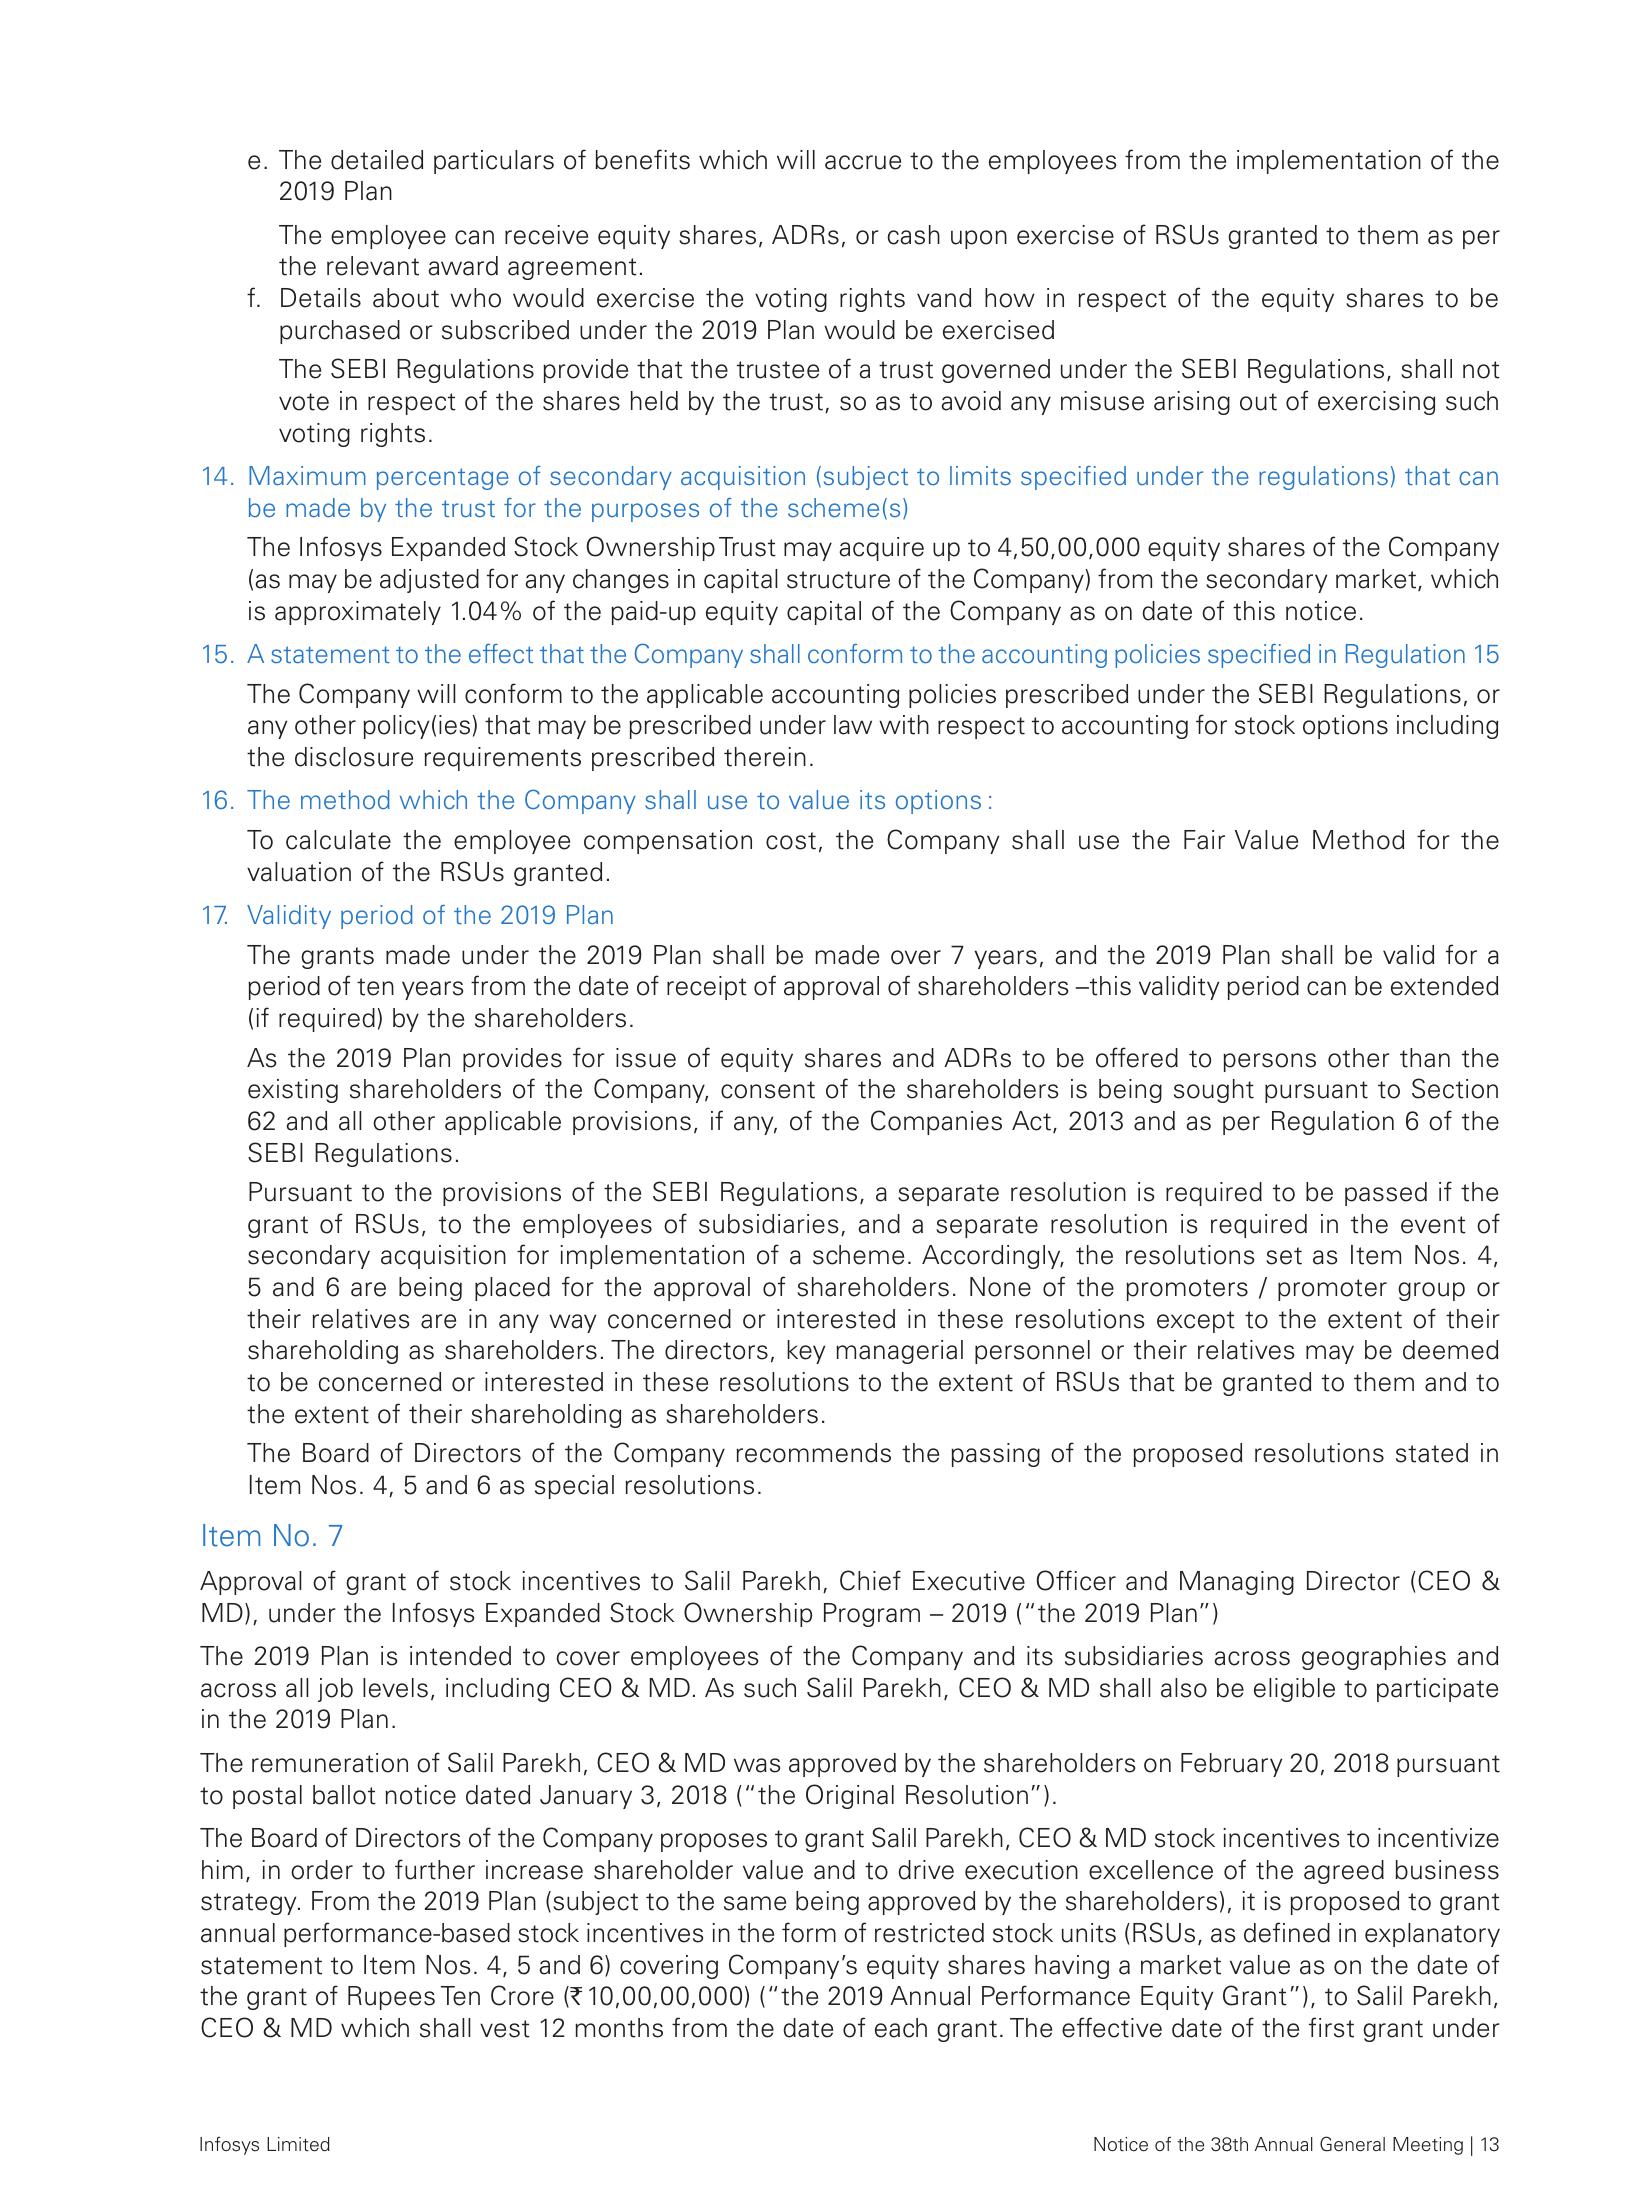 e. The detailed particulars of benefits which will accrue to the employees from the implementation of the
2019 Plan
The employee can receive equity shares, ADRs, or cash upon exercise of RSUs granted to them as per
the relevant award agreement.
f. Details about who would exercise the voting rights vand how in respect of the equity shares to be
purchased or subscribed under the 2019 Plan would be exercised
The SEBI Regulations provide that the trustee of a trust governed under the SEBI Regulations, shall not
vote in respect of the shares held by the trust, so as to avoid any misuse arising out of exercising such
voting rights.
14. Maximum percentage of secondary acquisition (subject to limits specified under the regulations) that can
be made by the trust for the purposes of the scheme(s)
The Infosys Expanded Stock Ownership Trust may acquire up to 4,50,00,000 equity shares of the Company
(as may be adjusted for any changes in capital structure of the Company) from the secondary market, which
is approximately 1.04% of the paid-up equity capital of the Company as on date of this notice.
15. A statement to the effect that the Company shall conform to the accounting policies specified in Regulation 15
The Company will conform to the applicable accounting policies prescribed under the SEBI Regulations, or
any other policy(ies) that may be prescribed under law with respect to accounting for stock options including
the disclosure requirements prescribed therein.
16. The method which the Company shall use to value its options :
To calculate the employee compensation cost, the Company shall use the Fair Value Method for the
valuation of the RSUs granted.
17. Validity period of the 2019 Plan
The grants made under the 2019 Plan shall be made over 7 years, and the 2019 Plan shall be valid for a
period of ten years from the date of receipt of approval of shareholders –this validity period can be extended
(if required) by the shareholders.
As the 2019 Plan provides for issue of equity shares and ADRs to be offered to persons other than the
existing shareholders of the Company, consent of the shareholders is being sought pursuant to Section
62 and all other applicable provisions, if any, of the Companies Act, 2013 and as per Regulation 6 of the
SEBI Regulations.
Pursuant to the provisions of the SEBI Regulations, a separate resolution is required to be passed if the
grant of RSUs, to the employees of subsidiaries, and a separate resolution is required in the event of
secondary acquisition for implementation of a scheme. Accordingly, the resolutions set as Item Nos. 4,
5 and 6 are being placed for the approval of shareholders. None of the promoters / promoter group or
their relatives are in any way concerned or interested in these resolutions except to the extent of their
shareholding as shareholders. The directors, key managerial personnel or their relatives may be deemed
to be concerned or interested in these resolutions to the extent of RSUs that be granted to them and to
the extent of their shareholding as shareholders.
The Board of Directors of the Company recommends the passing of the proposed resolutions stated in
Item Nos. 4, 5 and 6 as special resolutions.
Item No. 7
Approval of grant of stock incentives to Salil Parekh, Chief Executive Officer and Managing Director (CEO &
MD), under the Infosys Expanded Stock Ownership Program – 2019 (“the 2019 Plan”)
The 2019 Plan is intended to cover employees of the Company and its subsidiaries across geographies and
across all job levels, including CEO & MD. As such Salil Parekh, CEO & MD shall also be eligible to participate
in the 2019 Plan.
The remuneration of Salil Parekh, CEO & MD was approved by the shareholders on February 20, 2018 pursuant
to postal ballot notice dated January 3, 2018 (“the Original Resolution”).
The Board of Directors of the Company proposes to grant Salil Parekh, CEO & MD stock incentives to incentivize
him, in order to further increase shareholder value and to drive execution excellence of the agreed business
strategy. From the 2019 Plan (subject to the same being approved by the shareholders), it is proposed to grant
annual performance-based stock incentives in the form of restricted stock units (RSUs, as defined in explanatory
statement to Item Nos. 4, 5 and 6) covering Company’s equity shares having a market value as on the date of
the grant of Rupees Ten Crore (₹ 10,00,00,000) (“the 2019 Annual Performance Equity Grant”), to Salil Parekh,
CEO & MD which shall vest 12 months from the date of each grant. The effective date of the first grant under
Infosys Limited
Notice of the 38th Annual General Meeting | 13